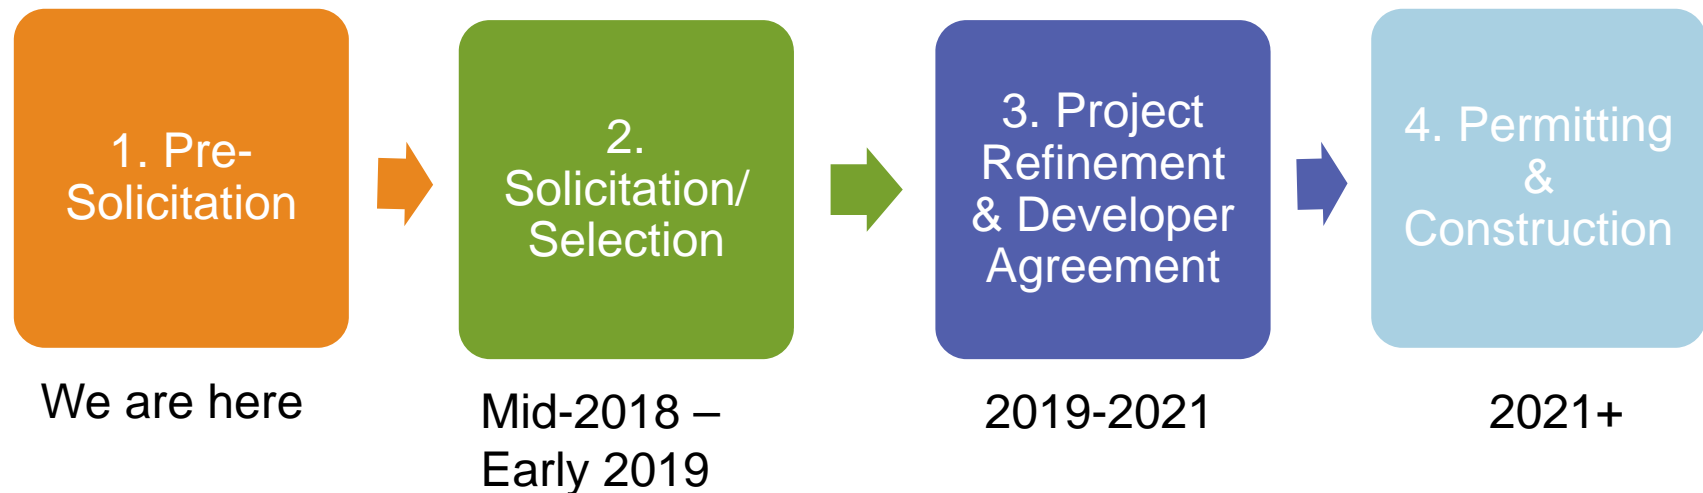 1. Pre-
Solicitation
We are here
2.
Solicitation/
Selection
Mid-2018 –
Early 2019
3. Project
Refinement
& Developer
Agreement
2019-2021
4. Permitting
&
Construction
2021+